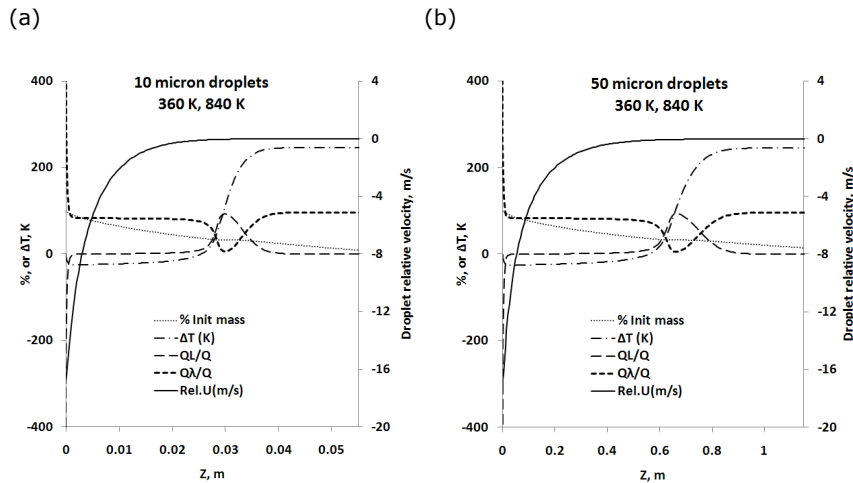 (a)
10 micron droplets
360 K, 840 K
400
200
0
-200
-400
%, or ΔT, K
4
0
-4
-8
-12
-16
-20
Droplet relative velocity, m/s
% Init mass
ΔT (K)
QL/Q
Qλ/Q
Rel.U(m/s)
0
0.01
0.02
0.03
0.04
0.05
Z, m
(b)
50 micron droplets
360 K, 840 K
400
200
0
-200
-400
%, or ΔT, K
4
0
-4
-8
-12
-16
-20
Droplet relative velocity, m/s
% Init mass
ΔT (K)
QL/Q
Qλ/Q
Rel.U(m/s)
0
0.2
0.4
0.6
0.8
1
Z, m